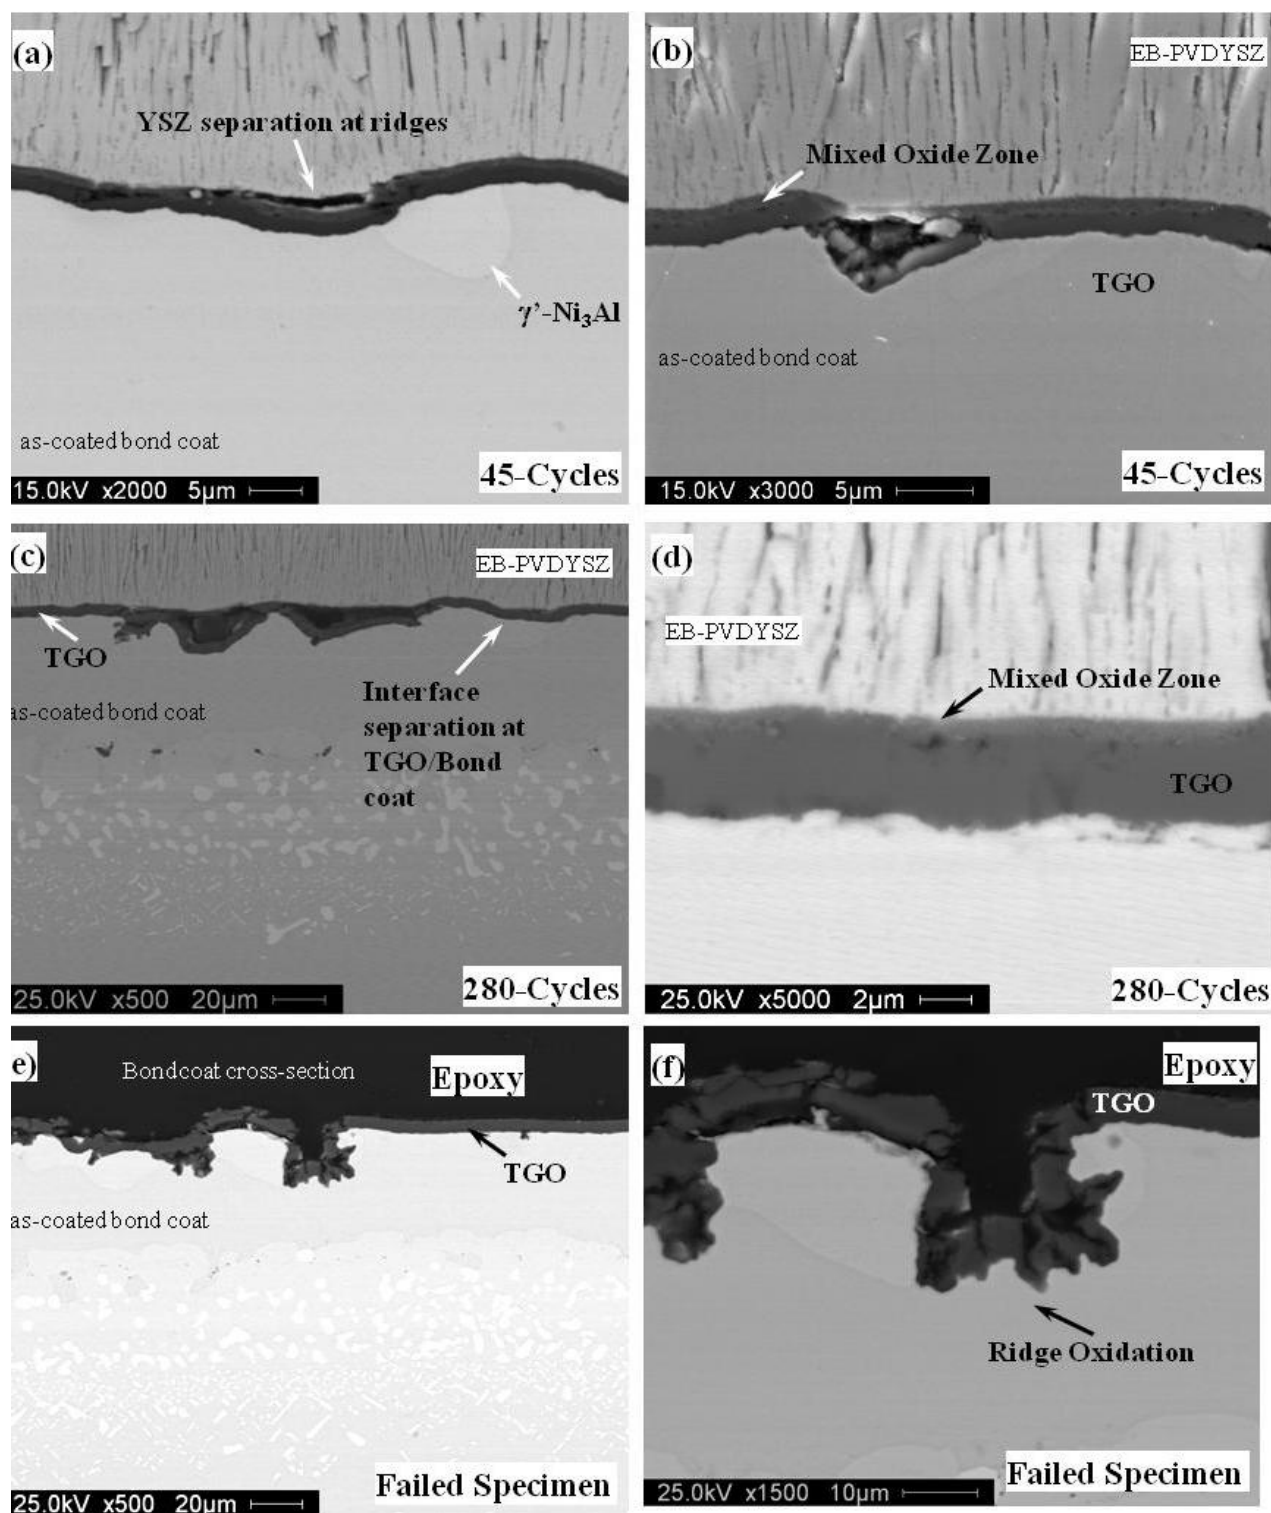 (a)
YSZ separation at ridges
γ’-Ni₃Al
as-coated bond coat
45-Cycles
15.0kV x2000 5µm
(b)
EB-PVDYSZ
Mixed Oxide Zone
TGO
as-coated bond coat
45-Cycles
15.0kV x3000 5µm
(c)
EB-PVDYSZ
TGO
as-coated bond coat
Interface
separation at
TGO/Bond
coat
280-Cycles
25.0kV x500 20µm
(d)
EB-PVDYSZ
Mixed Oxide Zone
TGO
280-Cycles
25.0kV x5000 2µm
e)
Bondcoat cross-section
Epoxy
TGO
as-coated bond coat
Failed Specimen
25.0kV x500 20µm
(f)
Epoxy
TGO
Ridge Oxidation
Failed Specimen
25.0kV x1500 10µm